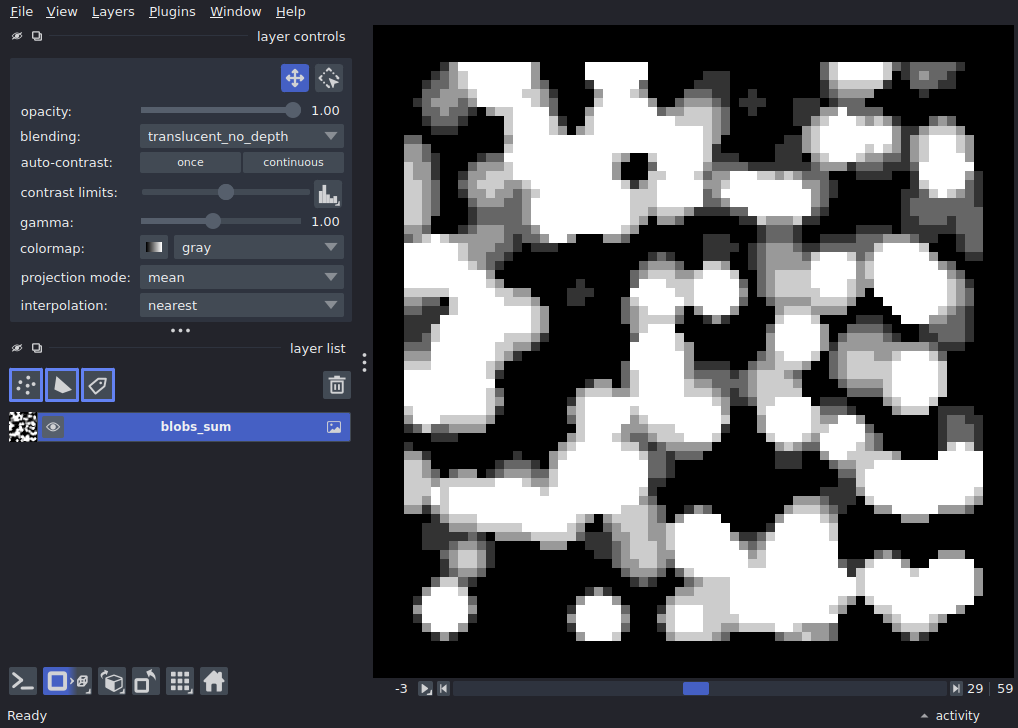 File View Layers Plugins Window Help
layer controls
opacity: 1.00
blending: translucent_no_depth
auto-contrast: once continuous
contrast limits:
gamma: 1.00
colormap: gray
projection mode: mean
interpolation: nearest
layer list
blobs_sum
-3 29 59
Ready activity